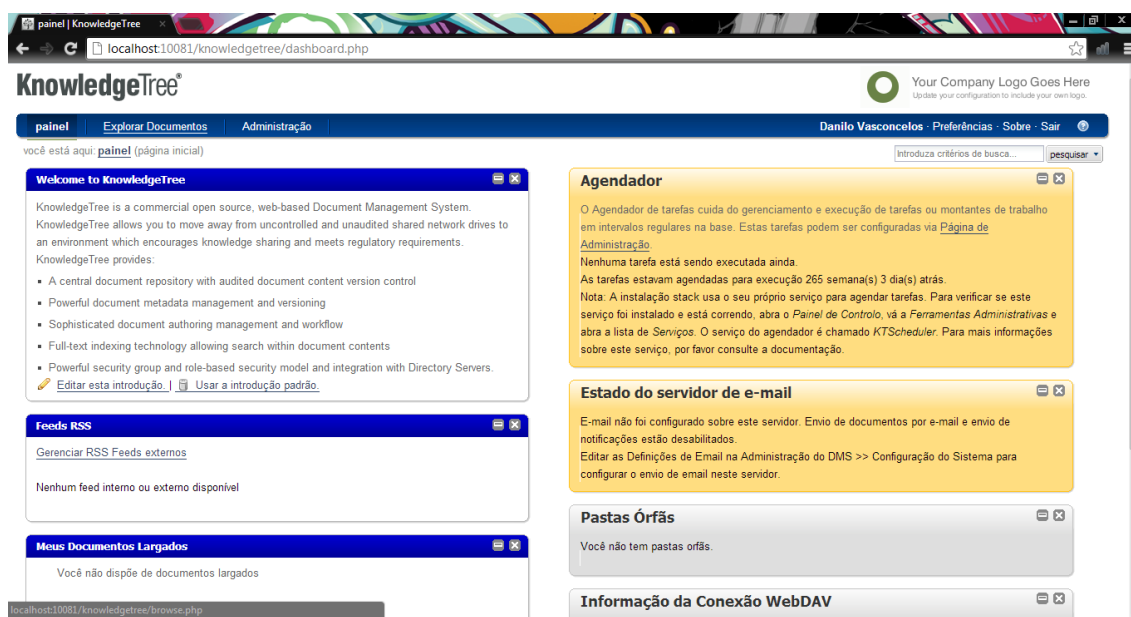 painel | KnowledgeTree
localhost:10081/knowledgetree/dashboard.php
KnowledgeTree®
Your Company Logo Goes Here
Update your configuration to include your own logo.
painel Explorar Documentos Administração
Danilo Vasconcelos · Preferências · Sobre · Sair
você está aqui: painel (página inicial)
Introduza critérios de busca... pesquisar
Welcome to KnowledgeTree
KnowledgeTree is a commercial open source, web-based Document Management System.
KnowledgeTree allows you to move away from uncontrolled and unaudited shared network drives to
an environment which encourages knowledge sharing and meets regulatory requirements.
KnowledgeTree provides:
A central document repository with audited document content version control
Powerful document metadata management and versioning
Sophisticated document authoring management and workflow
Full-text indexing technology allowing search within document contents
Powerful security group and role-based security model and integration with Directory Servers.
Editar esta introdução. | Usar a introdução padrão.
Feeds RSS
Gerenciar RSS Feeds externos
Nenhum feed interno ou externo disponível
Meus Documentos Largados
Você não dispõe de documentos largados
localhost:10081/knowledgetree/browse.php
Agendador
O Agendador de tarefas cuida do gerenciamento e execução de tarefas ou montantes de trabalho
em intervalos regulares na base. Estas tarefas podem ser configuradas via Página de
Administração.
Nenhuma tarefa está sendo executada ainda.
As tarefas estavam agendadas para execução 265 semana(s) 3 dia(s) atrás.
Nota: A instalação stack usa o seu próprio serviço para agendar tarefas. Para verificar se este
serviço foi instalado e está correndo, abra o Painel de Controlo, vá a Ferramentas Administrativas e
abra a lista de Serviços. O serviço do agendador é chamado KTScheduler. Para mais informações
sobre este serviço, por favor consulte a documentação.
Estado do servidor de e-mail
E-mail não foi configurado sobre este servidor. Envio de documentos por e-mail e envio de
notificações estão desabilitados.
Editar as Definições de Email na Administração do DMS >> Configuração do Sistema para
configurar o envio de email neste servidor.
Pastas Órfãs
Você não tem pastas orfãs.
Informação da Conexão WebDAV